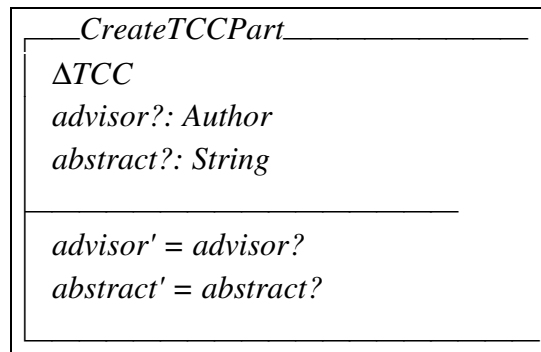 CreateTCCPart
ΔTCC
advisor?: Author
abstract?: String
advisor' = advisor?
abstract' = abstract?